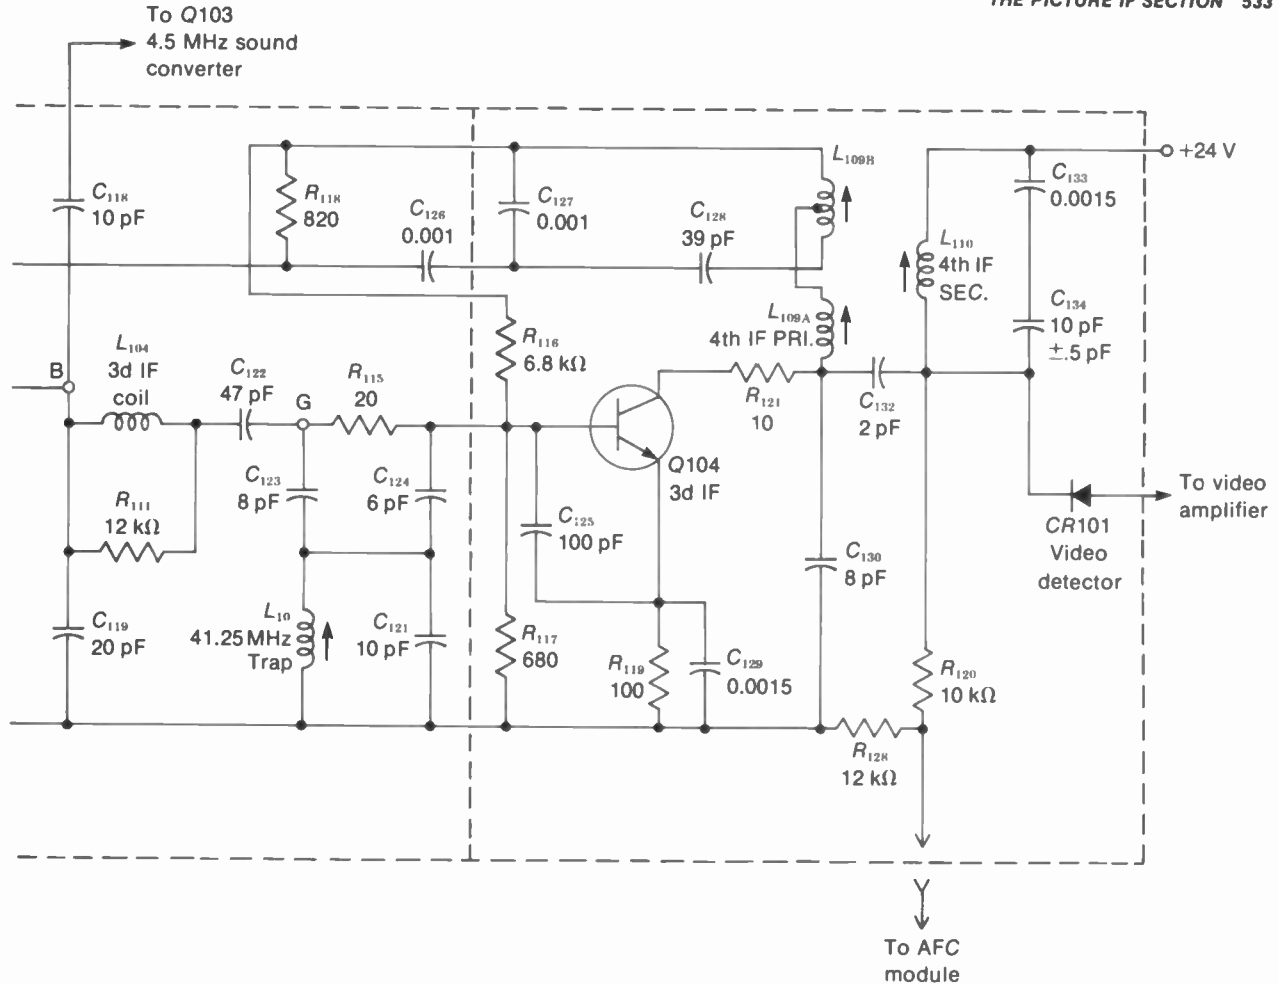 THE PICTURE IF SECTION 533
To Q103
4.5 MHz sound
converter
+24 V
C118
10 pF
R118
820
C126
0.001
C127
0.001
C128
39 pF
L109B
C133
0.0015
L110
4th IF
SEC.
C134
10 pF
±.5 pF
L109A
4th IF PRI.
R116
6.8 kΩ
B
L104
3d IF
coil
C122
47 pF
G
R115
20
R121
10
C132
2 pF
Q104
3d IF
C123
8 pF
C124
6 pF
R111
12 kΩ
C125
100 pF
To video
amplifier
CR101
Video
detector
C130
8 pF
C119
20 pF
L10
41.25 MHz
Trap
C121
10 pF
R117
680
R119
100
C129
0.0015
R120
10 kΩ
R128
12 kΩ
To AFC
module